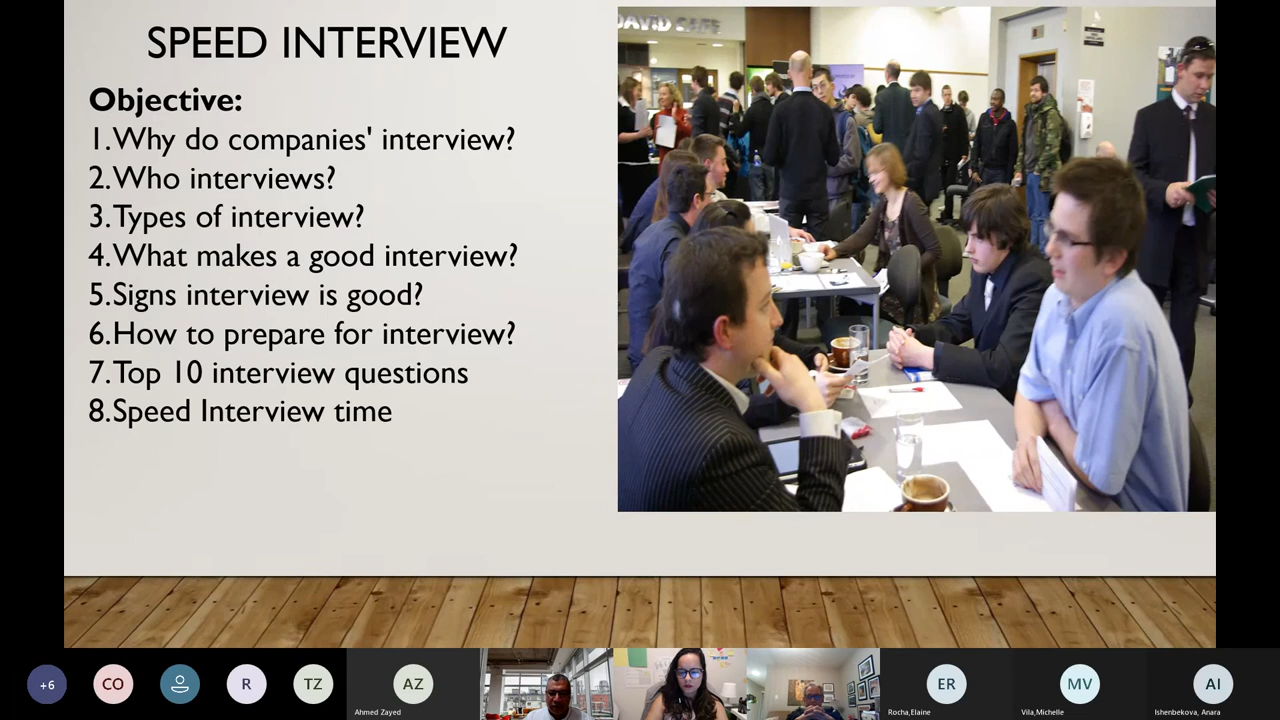 SPEED INTERVIEW
Objective:
1.Why do companies' interview?
2.Who interviews?
3.Types of interview?
4.What makes a good interview?
5.Signs interview is good?
6.How to prepare for interview?
7.Top 10 interview questions
8.Speed Interview time
DAVID CAFE
+6
CO
R
TZ
AZ
ER
MV
AI
Ahmed Zayed
Rocha,Elaine
Vila,Michelle
Ishenbekova, Anara